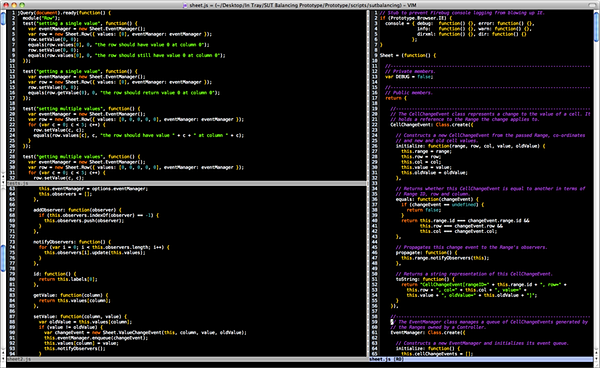 sheet.js = (~/Desktop/In Tray/SUT Balancing Prototype/Prototype/scripts/sutbalancing) - VIM
jQuery(document).ready(function() {
module("Row");
test("setting a single value", function() {
var eventManager = new Sheet.EventManager();
var row = new Sheet.Row({ values: [0], eventManager: eventManager });
row.setValue(0, 0);
equals(row.values[0], 0, "the row should have value 0 at column 0");
row.setValue(0, 0);
equals(row.values[0], 0, "the row should still have value 0 at column 0");
});
test("getting a single value", function() {
var eventManager = new Sheet.EventManager();
var row = new Sheet.Row({ values: [0], eventManager: eventManager });
row.setValue(0, 0);
equals(row.getValue(0), 0, "the row should return value 0 at column 0");
});
test("setting multiple values", function() {
var eventManager = new Sheet.EventManager();
var row = new Sheet.Row({ values: [0, 0, 0, 0, 0], eventManager: eventManager });
for (var c = 0; c < 5; c++) {
row.setValue(c, c);
equals(row.values[c], c, "the row should have value " + c + " at column " + c);
}
});
test("getting multiple values", function() {
var eventManager = new Sheet.EventManager();
var row = new Sheet.Row({ values: [0, 0, 0, 0, 0], eventManager: eventManager });
for (var c = 0; c < 5; c++) {
row.setValue(c, c);
tests.js
63 this.eventManager = options.eventManager;
64 this.observers = [];
65 },
66
67 addObserver: function(observer) {
68 if (this.observers.indexOf(observer) == -1) {
69 this.observers.push(observer);
70 }
71 },
72
73 notifyObservers: function() {
74 for (var i = 0; i < this.observers.length; i++) {
75 this.observers[i].update(this.values);
76 }
77 },
78
79 id: function() {
80 return this.labels[0];
81 },
82
83 getValue: function(column) {
84 return this.values[column];
85 },
86
87 setValue: function(column, value) {
88 var oldValue = this.values[column];
89 if (value != oldValue) {
90 var changeEvent = new Sheet.ValueChangeEvent(this, column, value, oldValue);
91 this.eventManager.enqueue(changeEvent);
92 this.values[column] = value;
93 this.notifyObservers();
94 }
sheet2.js
// Stub to prevent Firebug console logging from blowing up IE.
if (Prototype.Browser.IE) {
console = { debug: function() {}, error: function() {},
info: function() {}, warn: function() {},
dirxml: function() {}, dir: function() {}
};
}
Sheet = (function() {
// Private members.
var DEBUG = false;
// Public members.
return {
// The CellChangeEvent class represents a change to the value of a cell. It
// holds a reference to the Range the change applies to.
CellChangeEvent: Class.create({
// Constructs a new CellChangeEvent from the passed Range, co-ordinates
// and new and old cell values.
initialize: function(range, row, col, value, oldValue) {
this.range = range;
this.row = row;
this.col = col;
this.value = value;
this.oldValue = oldValue;
},
// Returns whether this CellChangeEvent is equal to another in terms of
// Range ID, row and column.
equals: function(changeEvent) {
if (changeEvent == undefined) {
return false;
}
return this.range.id === changeEvent.range.id &&
this.row === changeEvent.row &&
this.col === changeEvent.col;
},
// Propagates this change event to the Range's observers.
propagate: function() {
this.range.notifyObservers(this);
},
// Returns a string representation of this CellChangeEvent.
toString: function() {
return "CellChangeEvent[rangeID=" + this.range.id + ", row=" +
this.row + ", col=" + this.col + ", value=" +
this.value + ", oldValue=" + this.oldValue + "]";
}
}),
// The EventManager class manages a queue of CellChangeEvents generated by
// the Ranges owned by a Controller.
EventManager: Class.create({
// Constructs a new EventManager and initializes its event queue.
initialize: function() {
this.cellChangeEvents = [];
sheet.js [RO]